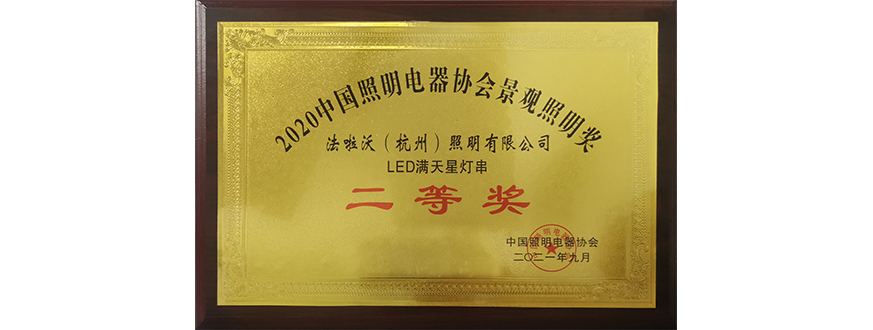 2020中国照明电器协会景观照明奖
法啦沃（杭州）照明有限公司
LED满天星灯串
二等奖
中国照明电器协会
二〇二一年九月